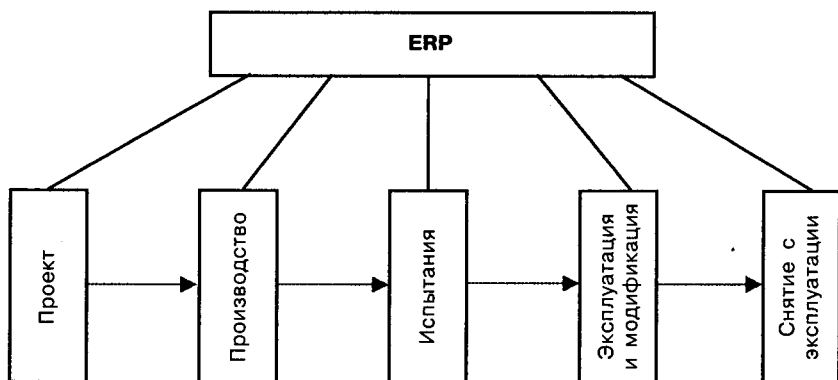 ERP
Проект
Производство
Испытания
Эксплуатация
и модификация
Снятие с
эксплуатации